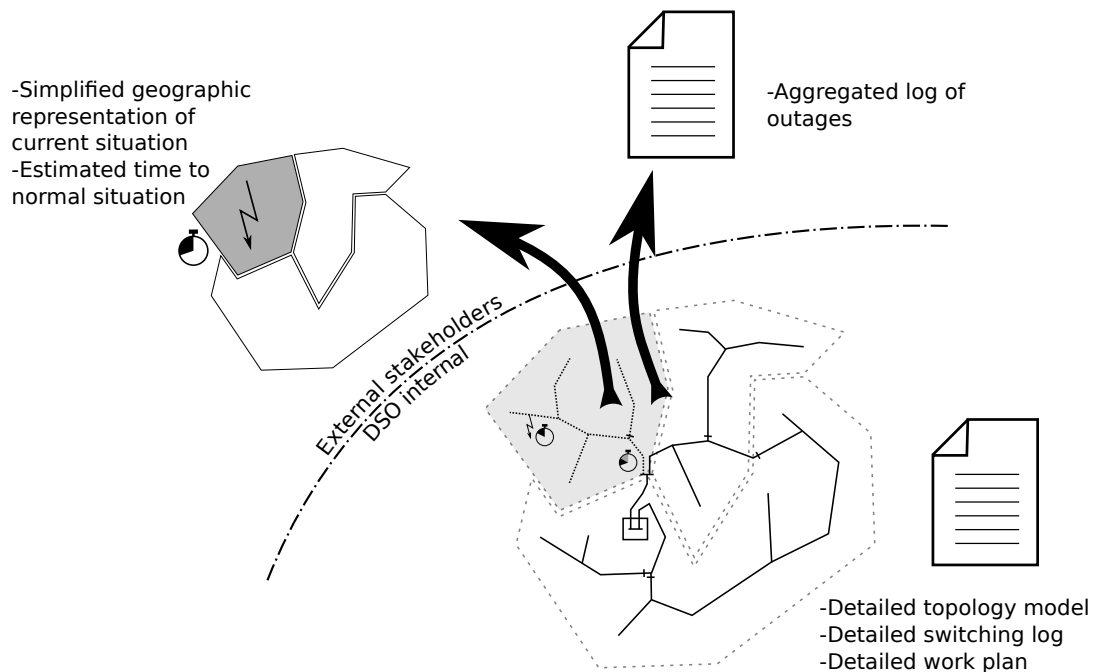 -Simplified geographic
representation of
current situation
-Estimated time to
normal situation
-Aggregated log of
outages
External stakeholders
DSO internal
-Detailed topology model
-Detailed switching log
-Detailed work plan